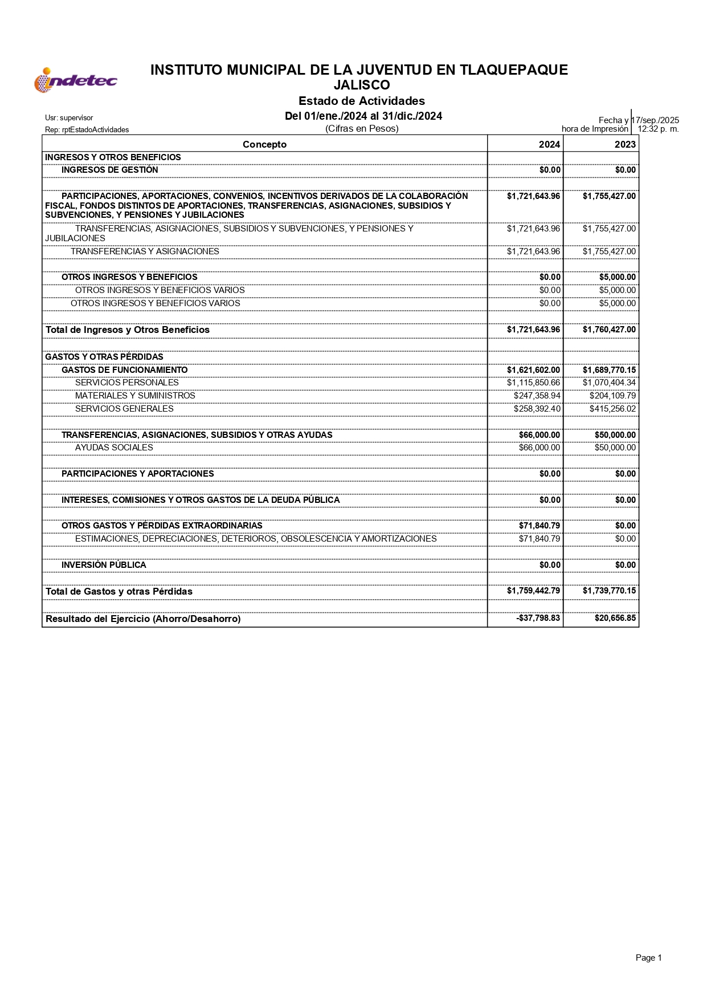 indetec
INSTITUTO MUNICIPAL DE LA JUVENTUD EN TLAQUEPAQUE
JALISCO
Estado de Actividades
Usr: supervisor
Del 01/ene./2024 al 31/dic./2024
Fecha y 17/sep./2025
Rep: rptEstadoActividades
(Cifras en Pesos)
hora de Impresión 12:32 p. m.
Concepto 2024 2023
INGRESOS Y OTROS BENEFICIOS
INGRESOS DE GESTIÓN $0.00 $0.00
PARTICIPACIONES, APORTACIONES, CONVENIOS, INCENTIVOS DERIVADOS DE LA COLABORACIÓN $1,721,643.96 $1,755,427.00
FISCAL, FONDOS DISTINTOS DE APORTACIONES, TRANSFERENCIAS, ASIGNACIONES, SUBSIDIOS Y
SUBVENCIONES, Y PENSIONES Y JUBILACIONES
TRANSFERENCIAS, ASIGNACIONES, SUBSIDIOS Y SUBVENCIONES, Y PENSIONES Y $1,721,643.96 $1,755,427.00
JUBILACIONES
TRANSFERENCIAS Y ASIGNACIONES $1,721,643.96 $1,755,427.00
OTROS INGRESOS Y BENEFICIOS $0.00 $5,000.00
OTROS INGRESOS Y BENEFICIOS VARIOS $0.00 $5,000.00
OTROS INGRESOS Y BENEFICIOS VARIOS $0.00 $5,000.00
Total de Ingresos y Otros Beneficios $1,721,643.96 $1,760,427.00
GASTOS Y OTRAS PÉRDIDAS
GASTOS DE FUNCIONAMIENTO $1,621,602.00 $1,689,770.15
SERVICIOS PERSONALES $1,115,850.66 $1,070,404.34
MATERIALES Y SUMINISTROS $247,358.94 $204,109.79
SERVICIOS GENERALES $258,392.40 $415,256.02
TRANSFERENCIAS, ASIGNACIONES, SUBSIDIOS Y OTRAS AYUDAS $66,000.00 $50,000.00
AYUDAS SOCIALES $66,000.00 $50,000.00
PARTICIPACIONES Y APORTACIONES $0.00 $0.00
INTERESES, COMISIONES Y OTROS GASTOS DE LA DEUDA PÚBLICA $0.00 $0.00
OTROS GASTOS Y PÉRDIDAS EXTRAORDINARIAS $71,840.79 $0.00
ESTIMACIONES, DEPRECIACIONES, DETERIOROS, OBSOLESCENCIA Y AMORTIZACIONES $71,840.79 $0.00
INVERSIÓN PÚBLICA $0.00 $0.00
Total de Gastos y otras Pérdidas $1,759,442.79 $1,739,770.15
Resultado del Ejercicio (Ahorro/Desahorro) -$37,798.83 $20,656.85
Page 1